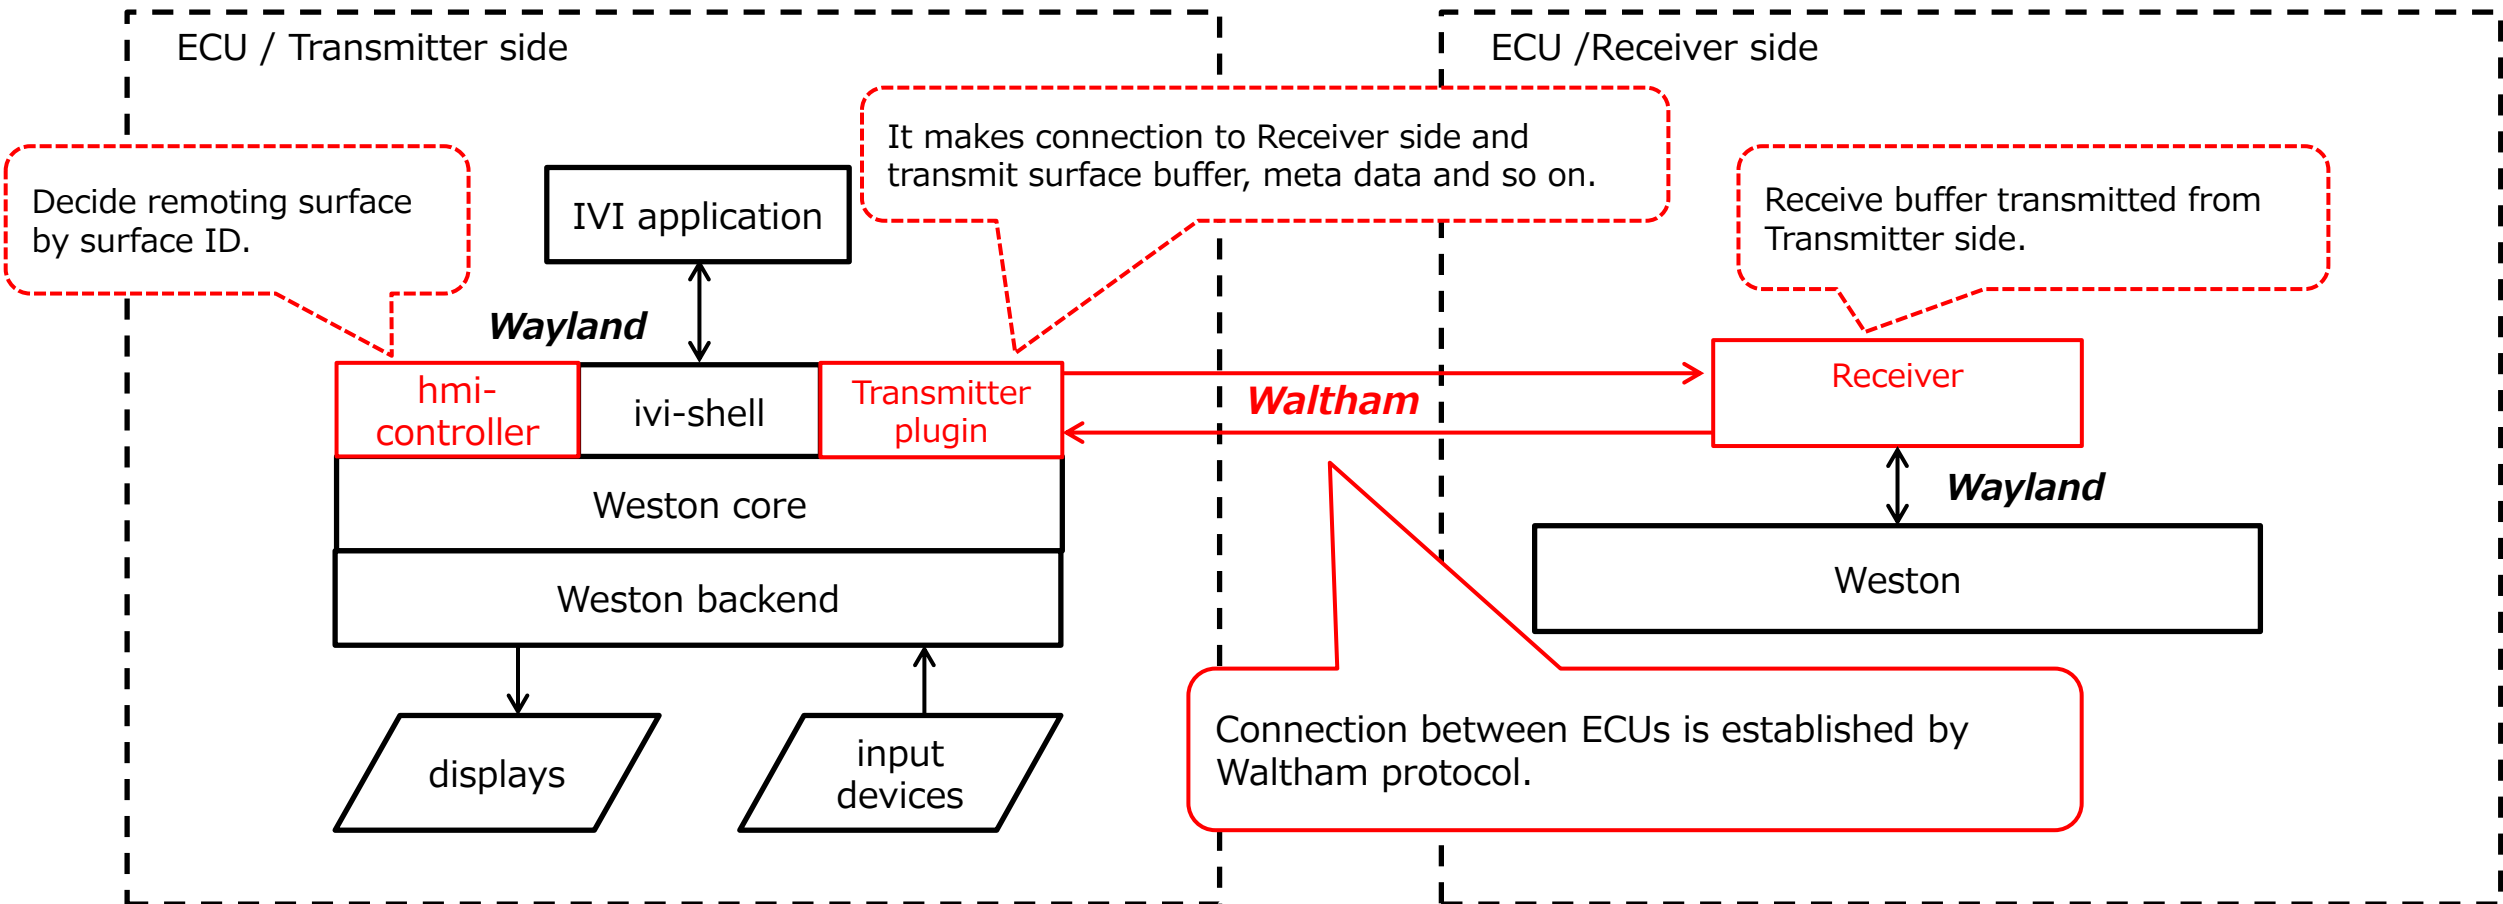 ECU / Transmitter side
ECU /Receiver side
It makes connection to Receiver side and
transmit surface buffer, meta data and so on.
Decide remoting surface
by surface ID.
IVI application
Receive buffer transmitted from
Transmitter side.
Wayland
hmi-
controller
ivi-shell
Transmitter
plugin
Waltham
Receiver
Wayland
Weston core
Weston backend
Weston
displays
input
devices
Connection between ECUs is established by
Waltham protocol.